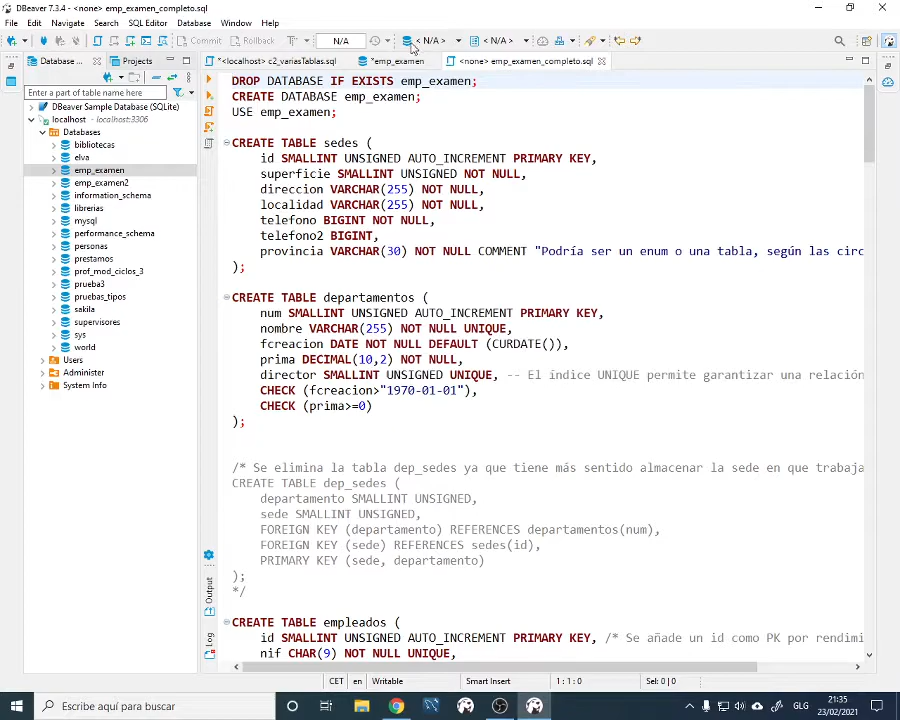 DBeaver 7.3.4 - <none> emp_examen_completo.sql
File Edit Navigate Search SQL Editor Database Window Help
Commit Rollback N/A < N/A > < N/A >
Database ... Projects
*<localhost> c2_variasTablas.sql *emp_examen <none> emp_examen_completo.sql
Enter a part of table name here
DBeaver Sample Database (SQLite)
localhost - localhost:3306
Databases
bibliotecas
elva
emp_examen
emp_examen2
information_schema
librerias
mysql
performance_schema
personas
prestamos
prof_mod_ciclos_3
prueba3
pruebas_tipos
sakila
supervisores
sys
world
Users
Administer
System Info
DROP DATABASE IF EXISTS emp_examen;
CREATE DATABASE emp_examen;
USE emp_examen;
CREATE TABLE sedes (
id SMALLINT UNSIGNED AUTO_INCREMENT PRIMARY KEY,
superficie SMALLINT UNSIGNED NOT NULL,
direccion VARCHAR(255) NOT NULL,
localidad VARCHAR(255) NOT NULL,
telefono BIGINT NOT NULL,
telefono2 BIGINT,
provincia VARCHAR(30) NOT NULL COMMENT "Podría ser un enum o una tabla, según las circ
);
CREATE TABLE departamentos (
num SMALLINT UNSIGNED AUTO_INCREMENT PRIMARY KEY,
nombre VARCHAR(255) NOT NULL UNIQUE,
fcreacion DATE NOT NULL DEFAULT (CURDATE()),
prima DECIMAL(10,2) NOT NULL,
director SMALLINT UNSIGNED UNIQUE, -- El índice UNIQUE permite garantizar una relación
CHECK (fcreacion>"1970-01-01"),
CHECK (prima>=0)
);
/* Se elimina la tabla dep_sedes ya que tiene más sentido almacenar la sede en que trabaja
CREATE TABLE dep_sedes (
departamento SMALLINT UNSIGNED,
sede SMALLINT UNSIGNED,
FOREIGN KEY (departamento) REFERENCES departamentos(num),
FOREIGN KEY (sede) REFERENCES sedes(id),
PRIMARY KEY (sede, departamento)
);
*/
CREATE TABLE empleados (
id SMALLINT UNSIGNED AUTO_INCREMENT PRIMARY KEY, /* Se añade un id como PK por rendimi
nif CHAR(9) NOT NULL UNIQUE,
Output
Log
CET en Writable Smart Insert 1 : 1 : 0 Sel: 0 | 0
Escribe aquí para buscar
GLG
21:35
23/02/2021